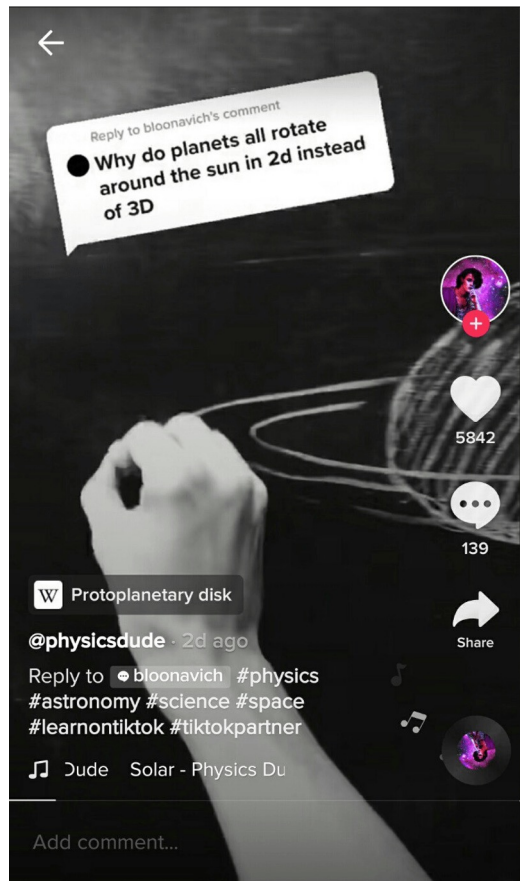 Reply to bloonavich's comment
Why do planets all rotate
around the sun in 2d instead
of 3D
5842
139
Share
W Protoplanetary disk
@physicsdude · 2d ago
Reply to bloonavich #physics
#astronomy #science #space
#learnontiktok #tiktokpartner
Dude Solar - Physics Du
Add comment...